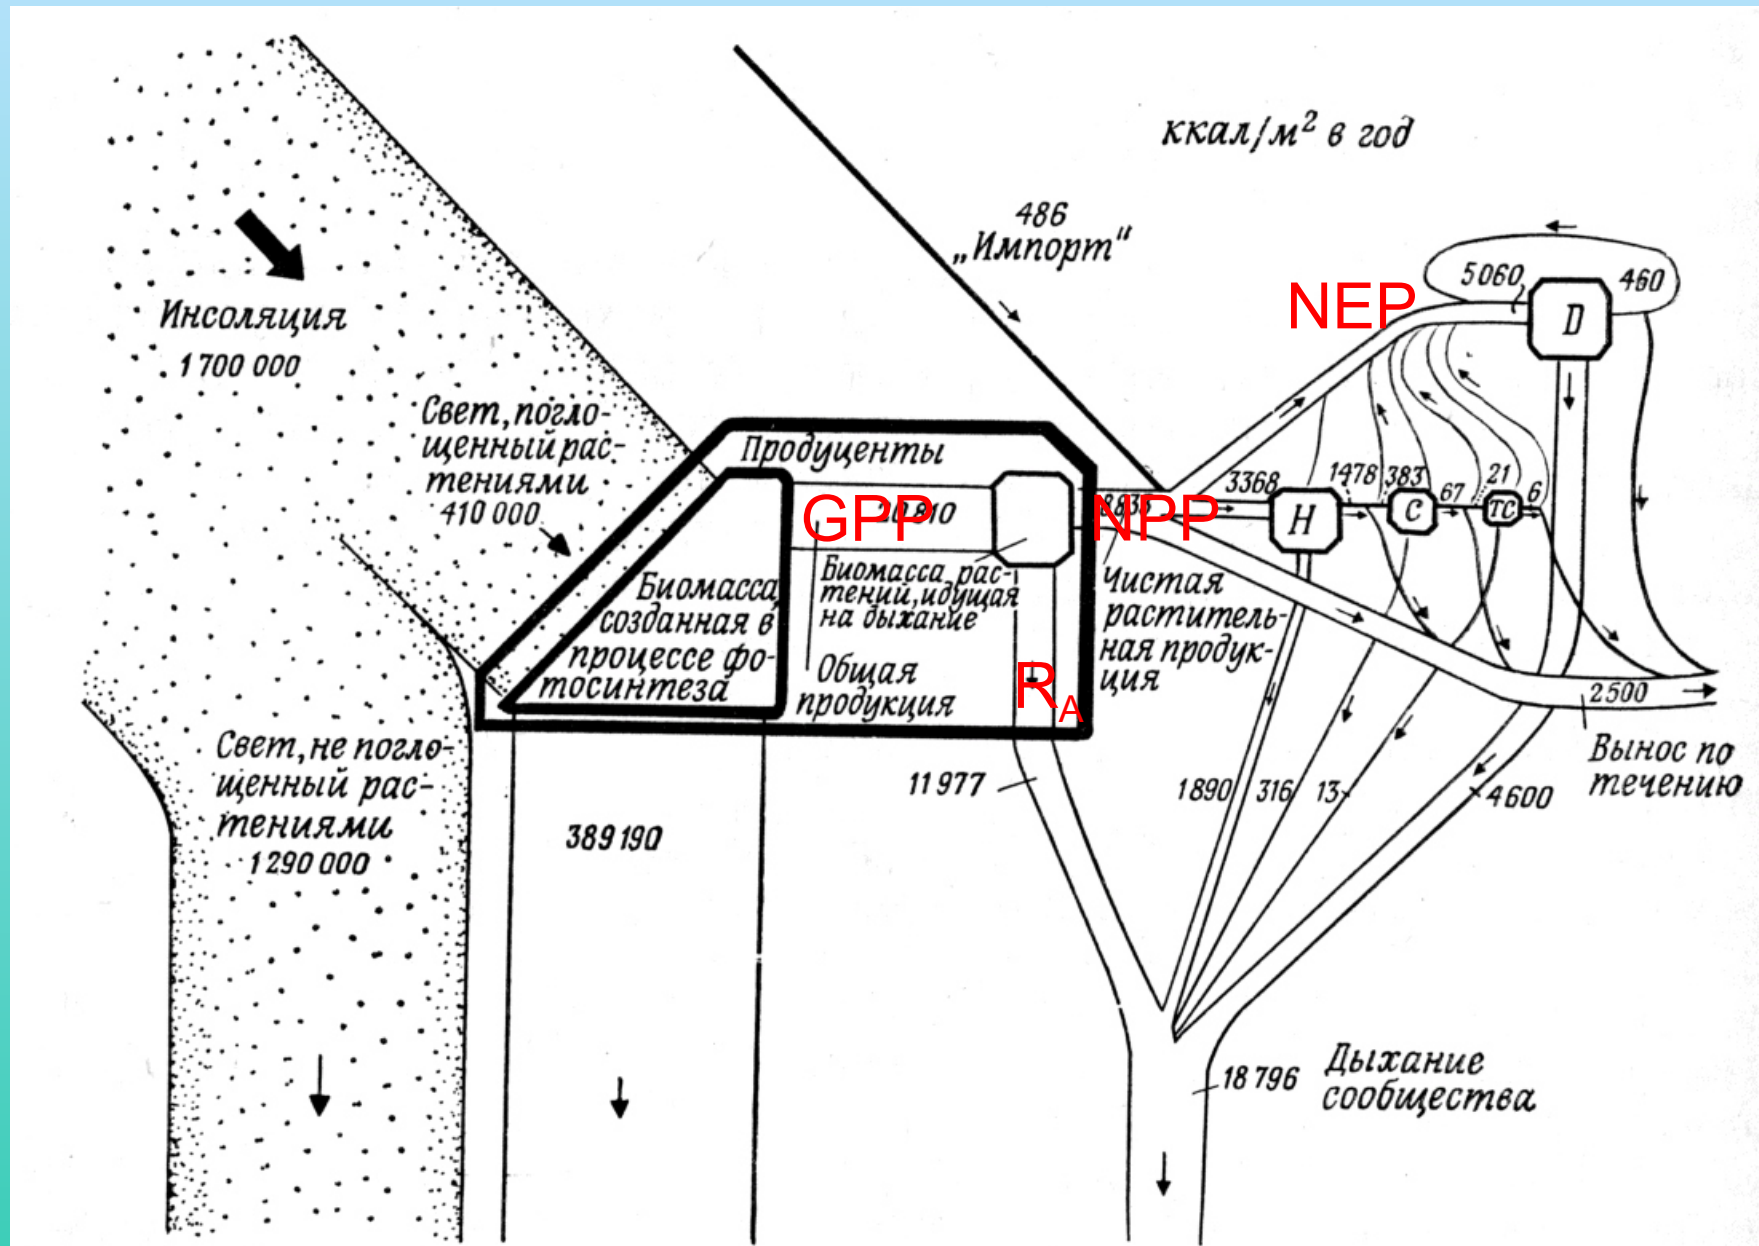 ккал/м² в год
486
„Импорт“
NEP
5060
460
D
Инсоляция
1 700 000
Свет, погло-
щенный рас-
тениями
410 000
Продуценты
GPP
20 810
NPP
3368
H
1478
383
C
67
21
TC
6
Биомасса,
созданная в
процессе фо-
тосинтеза
Биомасса рас-
тений, идущая
на дыхание
Общая
продукция
RA
Чистая
раститель-
ная продук-
ция
2500
Вынос по
течению
Свет, не погло-
щенный рас-
тениями
1 290 000
389 190
11 977
1890
316
13
4600
18 796
Дыхание
сообщества